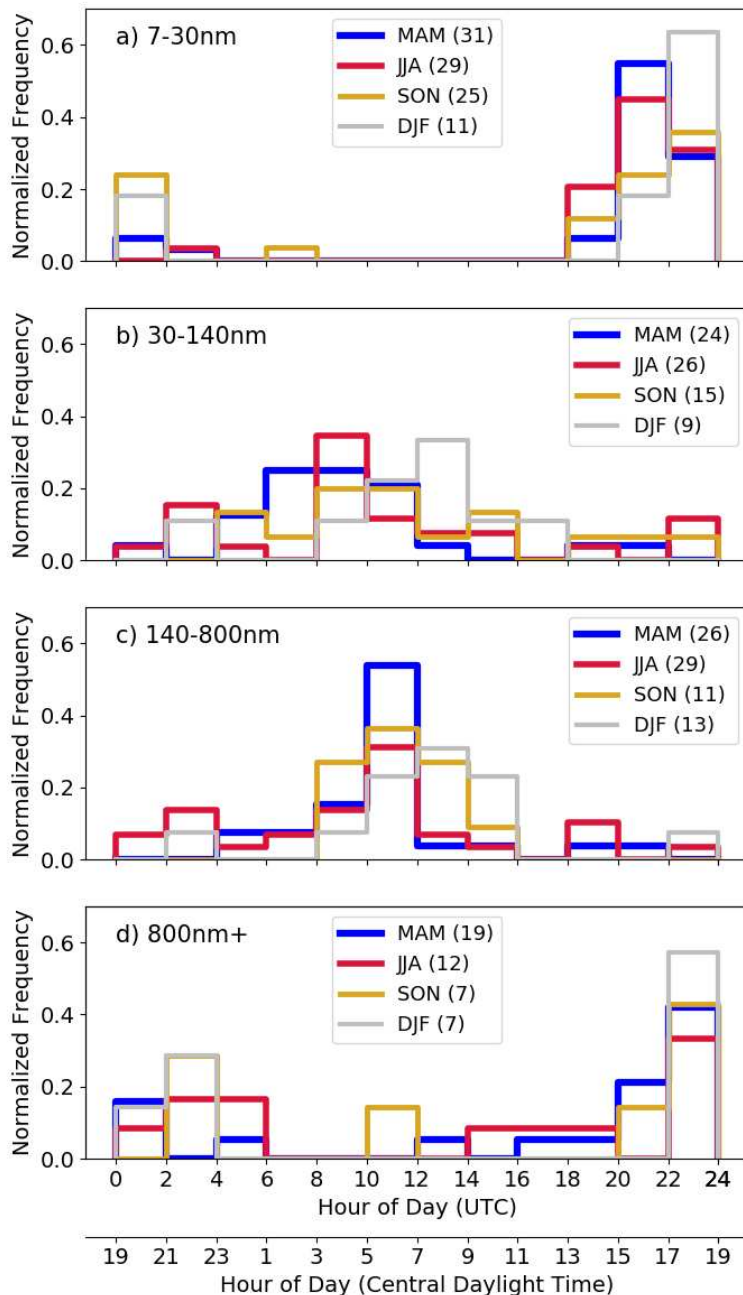 a) 7-30nm
MAM (31)
JJA (29)
SON (25)
DJF (11)
Normalized Frequency
0.6
0.4
0.2
0.0
b) 30-140nm
MAM (24)
JJA (26)
SON (15)
DJF (9)
Normalized Frequency
0.6
0.4
0.2
0.0
c) 140-800nm
MAM (26)
JJA (29)
SON (11)
DJF (13)
Normalized Frequency
0.6
0.4
0.2
0.0
d) 800nm+
MAM (19)
JJA (12)
SON (7)
DJF (7)
Normalized Frequency
0.6
0.4
0.2
0.0
0 2 4 6 8 10 12 14 16 18 20 22 24
Hour of Day (UTC)
19 21 23 1 3 5 7 9 11 13 15 17 19
Hour of Day (Central Daylight Time)